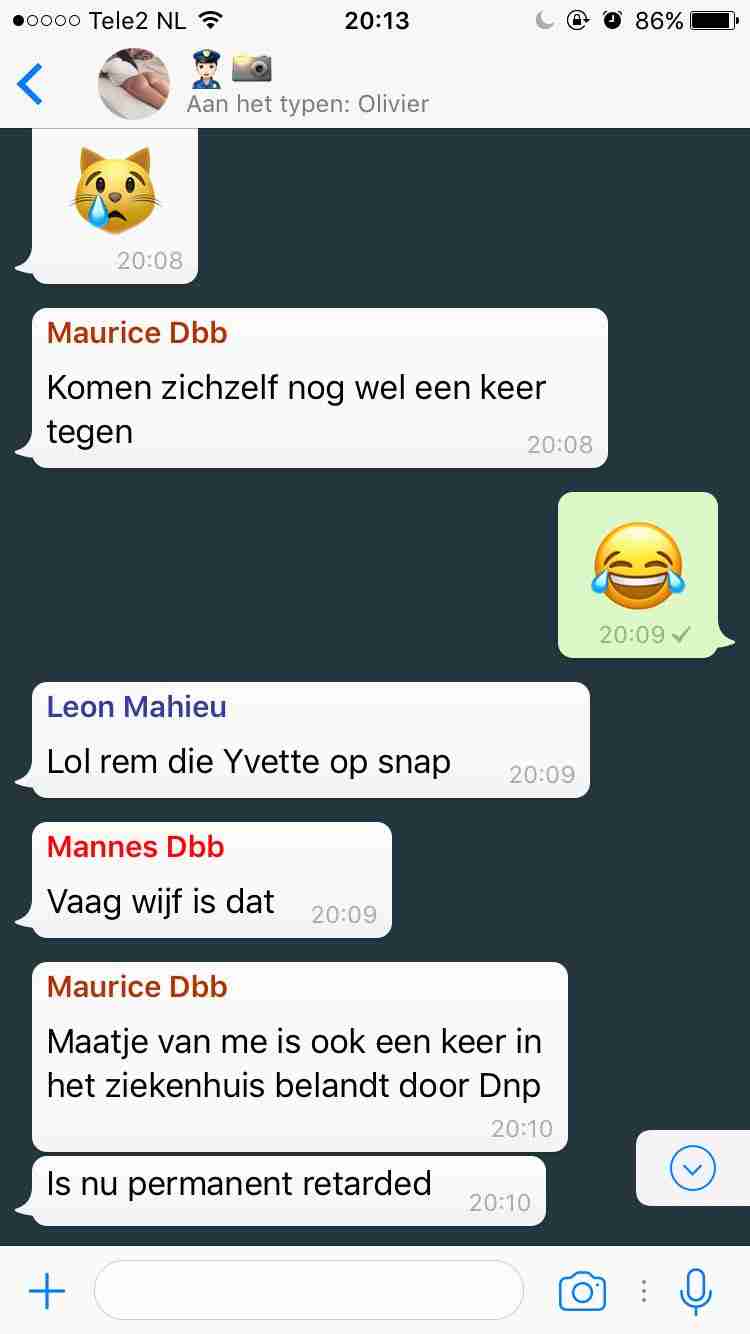 Tele2 NL 20:13 86%
Aan het typen: Olivier
20:08
Maurice Dbb
Komen zichzelf nog wel een keer
tegen
20:08
20:09
Leon Mahieu
Lol rem die Yvette op snap
20:09
Mannes Dbb
Vaag wijf is dat
20:09
Maurice Dbb
Maatje van me is ook een keer in
het ziekenhuis belandt door Dnp
20:10
Is nu permanent retarded
20:10